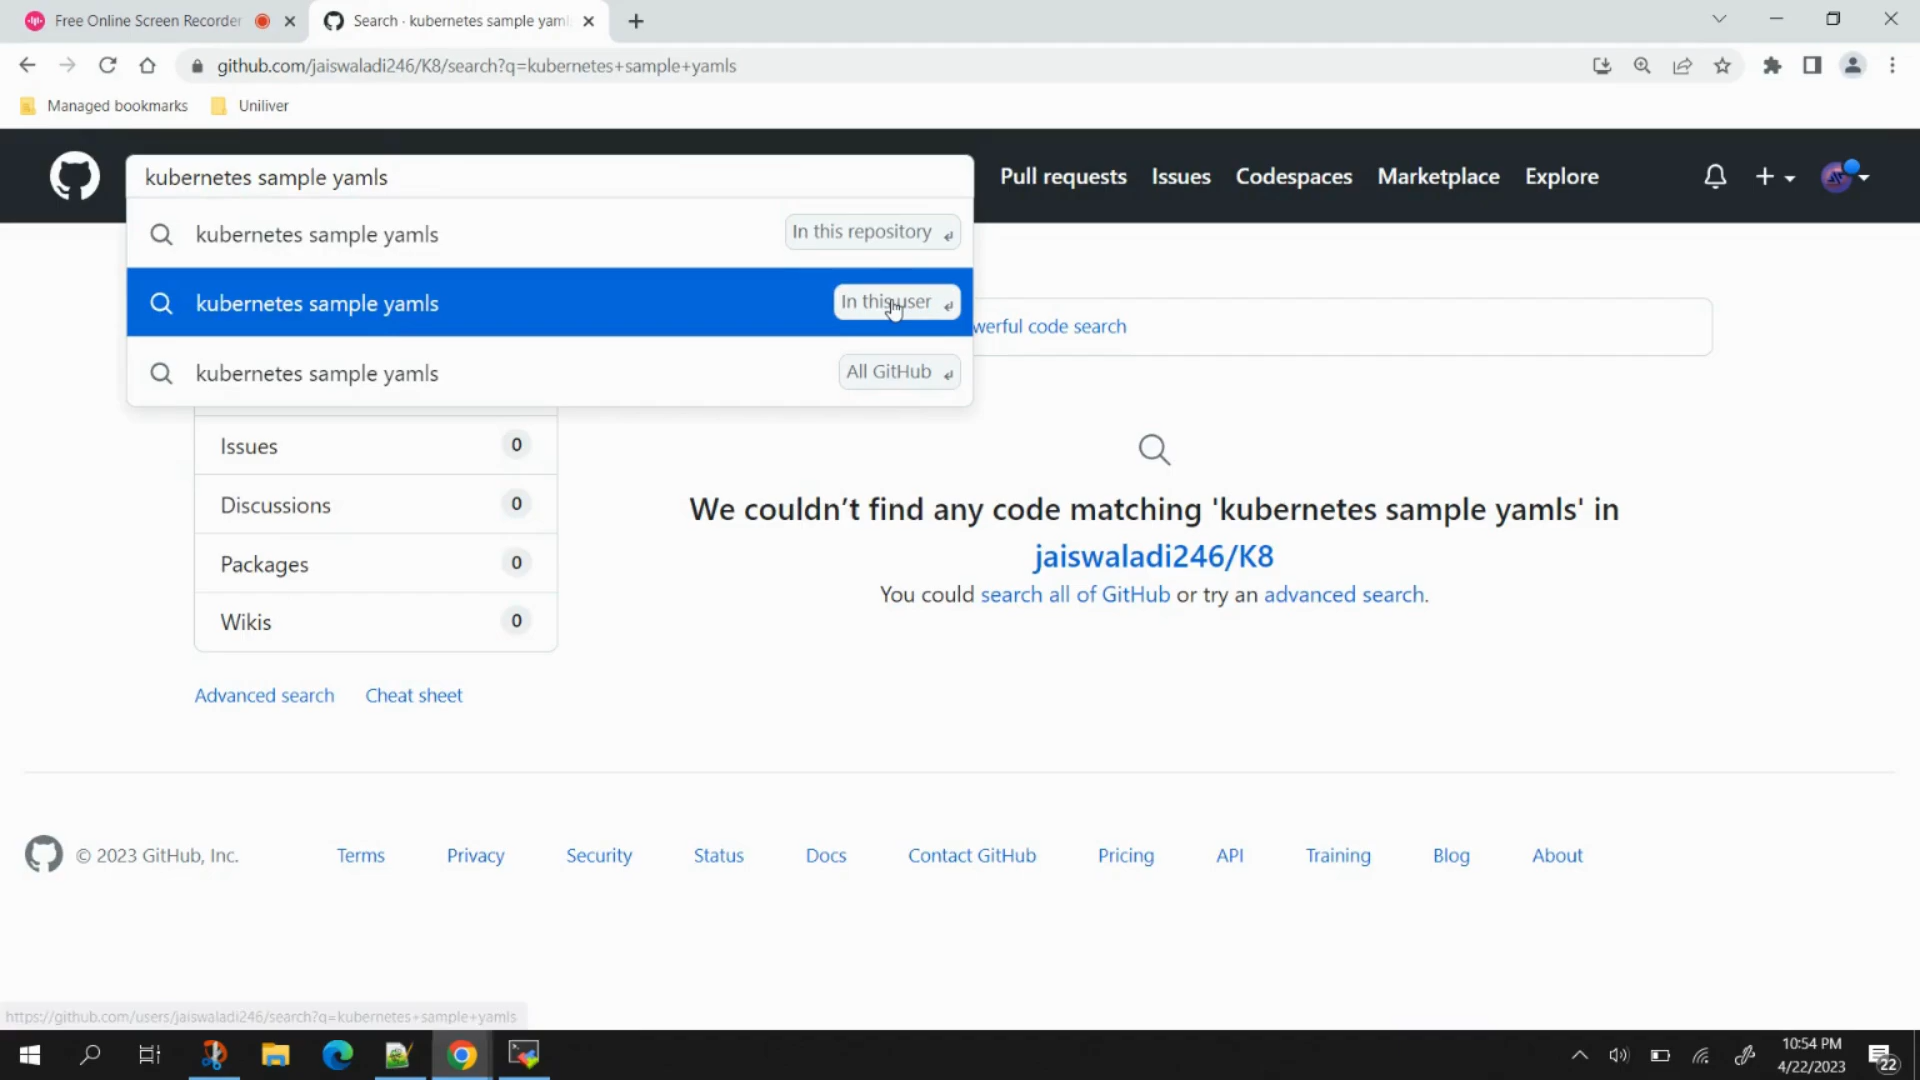 Free Online Screen Recorder
Search · kubernetes sample yaml
github.com/jaiswaladi246/K8/search?q=kubernetes+sample+yamls
Managed bookmarks
Uniliver
kubernetes sample yamls
Pull requests
Issues
Codespaces
Marketplace
Explore
kubernetes sample yamls
In this repository
kubernetes sample yamls
In this user
kubernetes sample yamls
All GitHub
werful code search
Issues 0
Discussions 0
Packages 0
Wikis 0
We couldn’t find any code matching 'kubernetes sample yamls' in
jaiswaladi246/K8
You could search all of GitHub or try an advanced search.
Advanced search
Cheat sheet
© 2023 GitHub, Inc.
Terms
Privacy
Security
Status
Docs
Contact GitHub
Pricing
API
Training
Blog
About
https://github.com/users/jaiswaladi246/search?q=kubernetes+sample+yamls
10:54 PM
4/22/2023
22